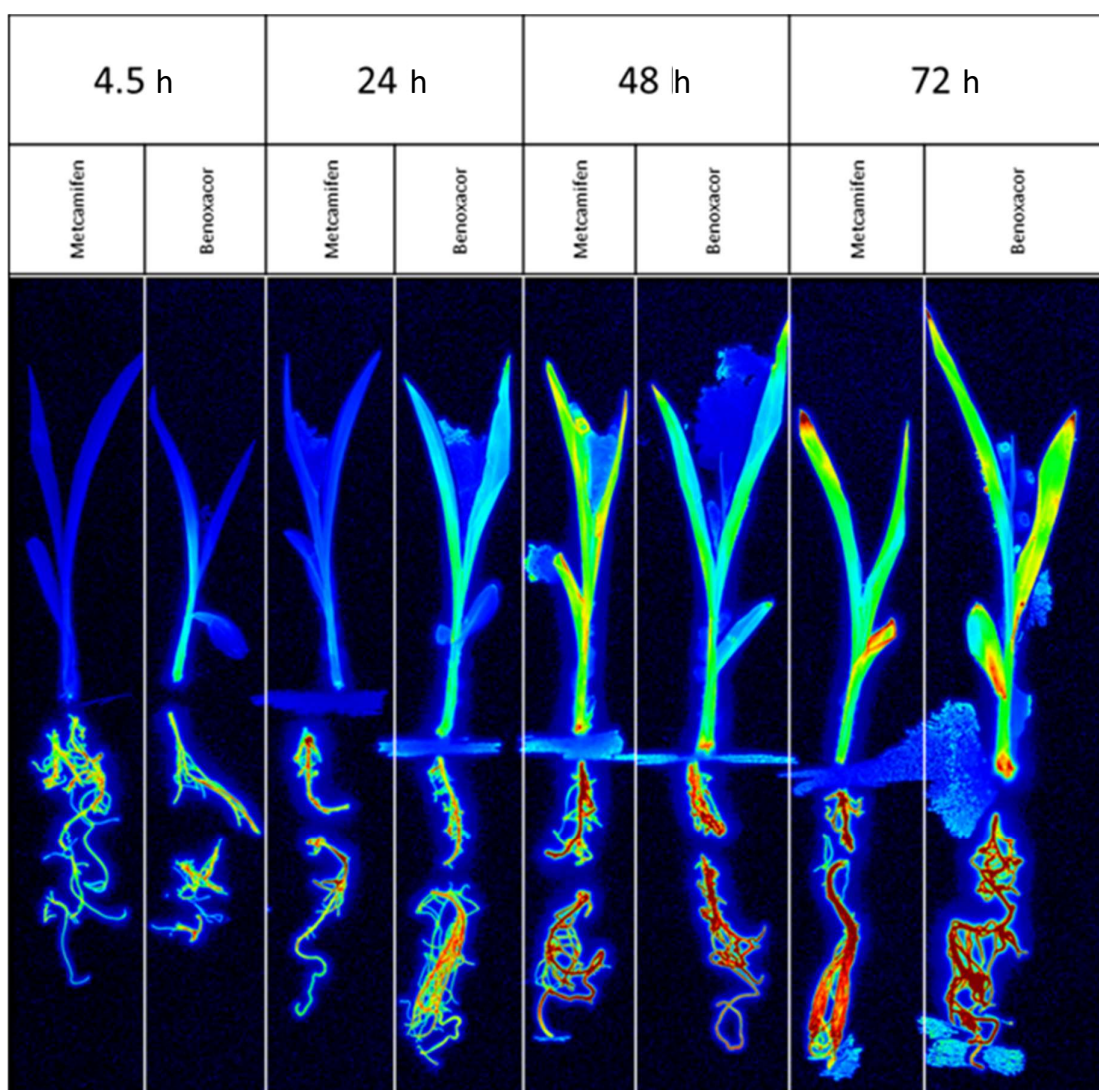 4.5 h
24 h
48 h
72 h
Metcamifen
Benoxacor
Metcamifen
Benoxacor
Metcamifen
Benoxacor
Metcamifen
Benoxacor